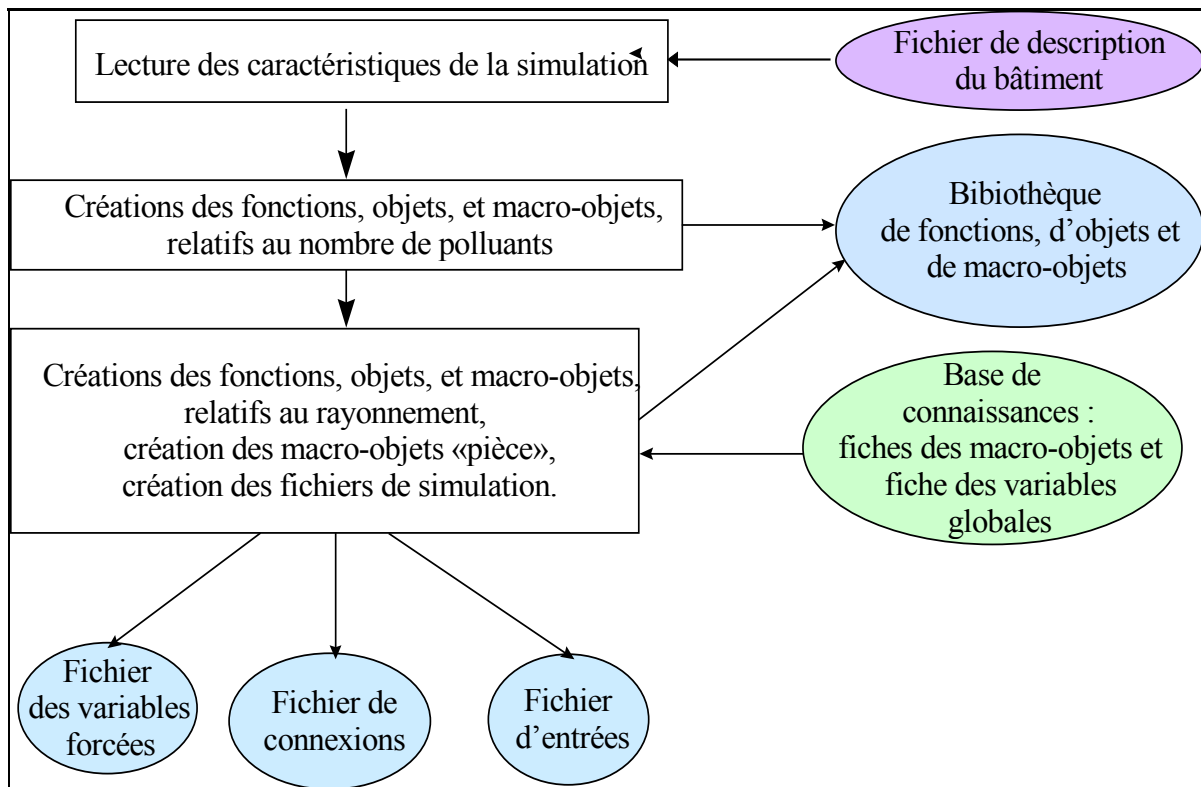 Lecture des caractéristiques de la simulation
Fichier de description
du bâtiment
Créations des fonctions, objets, et macro-objets,
relatifs au nombre de polluants
Bibiothèque
de fonctions, d’objets et
de macro-objets
Créations des fonctions, objets, et macro-objets,
relatifs au rayonnement,
création des macro-objets «pièce»,
création des fichiers de simulation.
Base de
connaissances :
fiches des macro-objets et
fiche des variables
globales
Fichier
des variables
forcées
Fichier de
connexions
Fichier
d’entrées